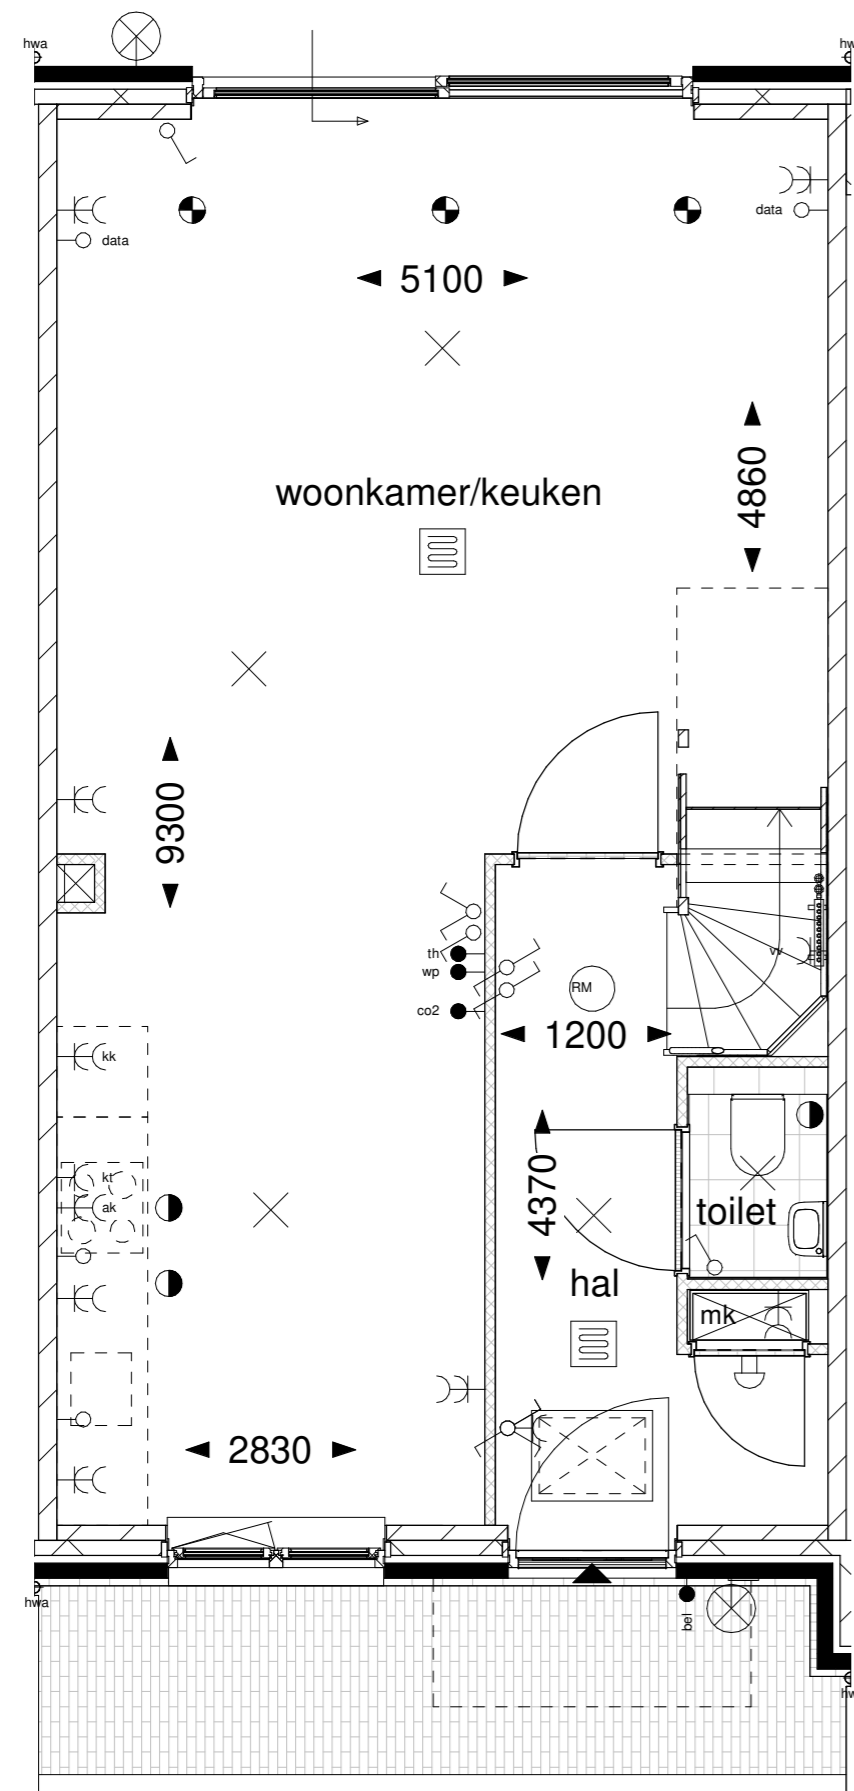 hwa
hw
data
data
5100
4860
woonkamer/keuken
9300
th
wp
co2
RM
vv
1200
kk
kt
ak
4370
toilet
hal
mk
2830
hwa
bel
hw